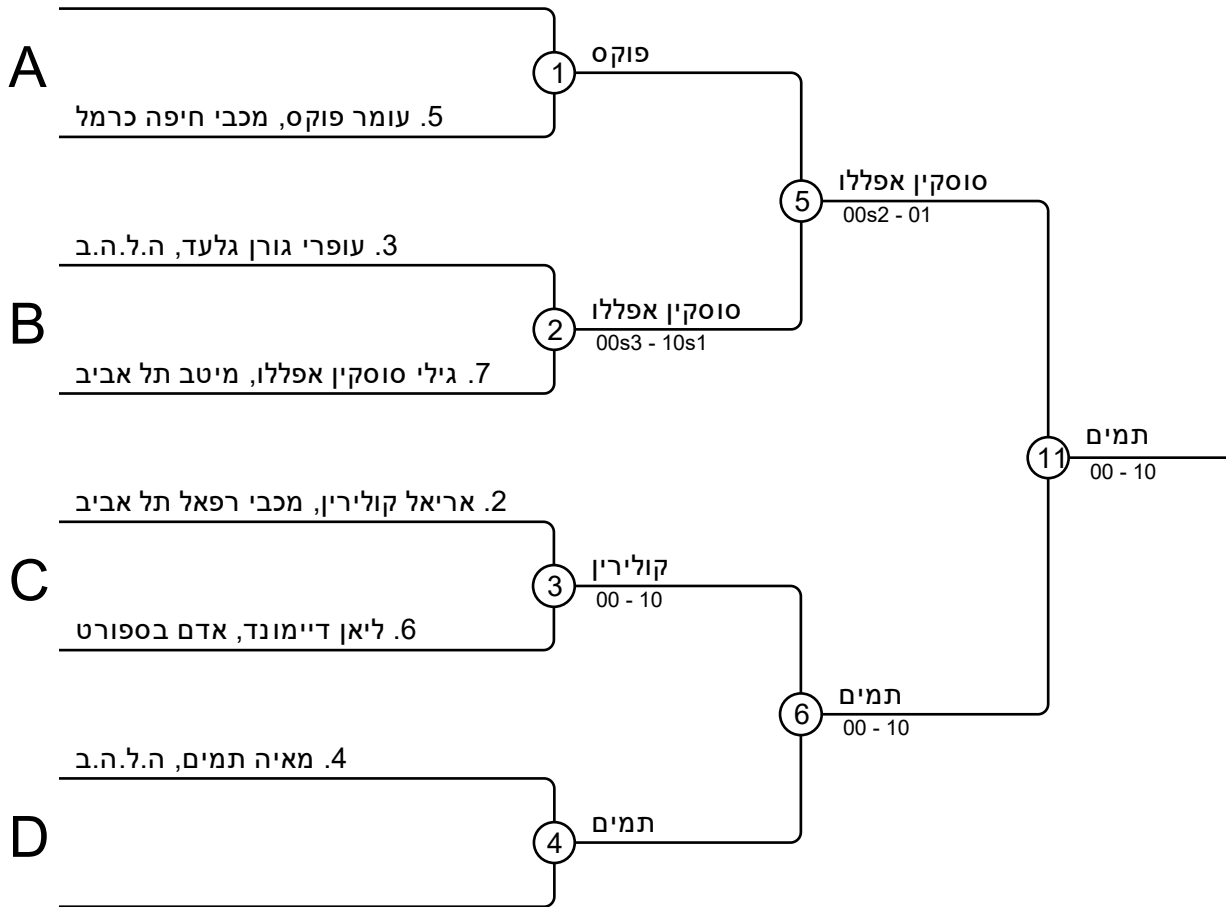 A
1
פוקס
5. עומר פוקס, מכבי חיפה כרמל
5
סוסקין אפללו
00s2 - 01
3. עופרי גורן גלעד, ה.ל.ה.ב
B
2
סוסקין אפללו
00s3 - 10s1
7. גילי סוסקין אפללו, מיטב תל אביב
11
תמים
00 - 10
2. אריאל קולירין, מכבי רפאל תל אביב
C
3
קולירין
00 - 10
6. ליאן דיימונד, אדם בספורט
6
תמים
00 - 10
4. מאיה תמים, ה.ל.ה.ב
D
4
תמים